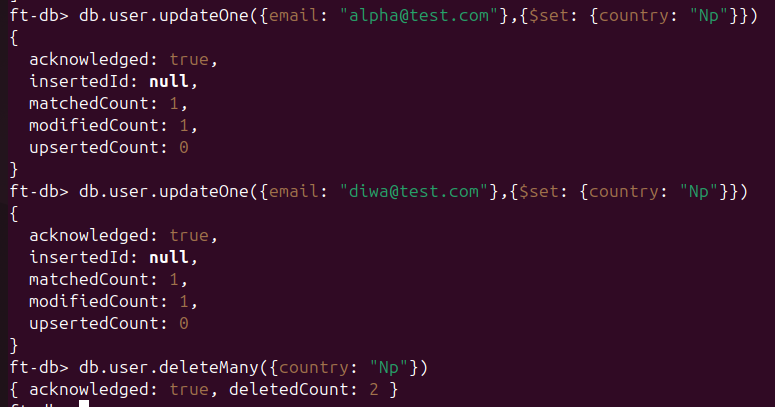 ft-db> db.user.updateOne({email: "alpha@test.com"},{$set: {country: "Np"}})
{
  acknowledged: true,
  insertedId: null,
  matchedCount: 1,
  modifiedCount: 1,
  upsertedCount: 0
}
ft-db> db.user.updateOne({email: "diwa@test.com"},{$set: {country: "Np"}})
{
  acknowledged: true,
  insertedId: null,
  matchedCount: 1,
  modifiedCount: 1,
  upsertedCount: 0
}
ft-db> db.user.deleteMany({country: "Np"})
{ acknowledged: true, deletedCount: 2 }